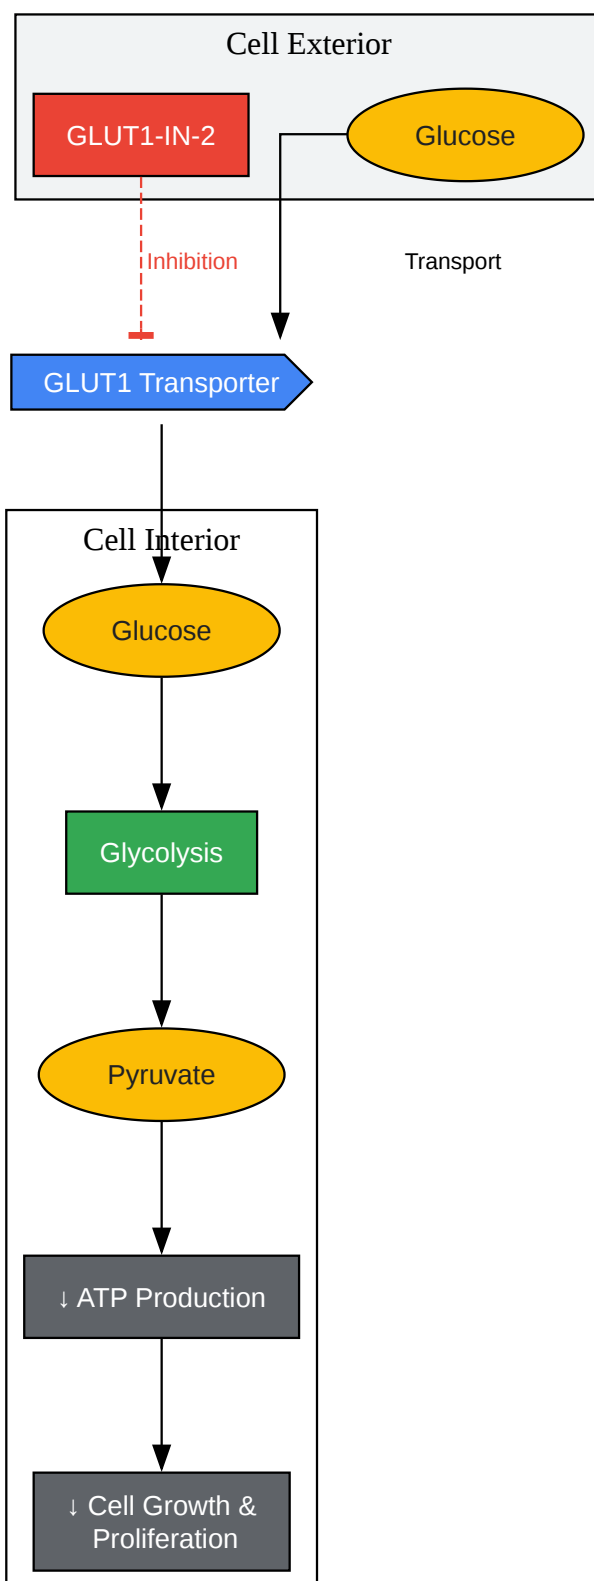 Cell Exterior
GLUT1-IN-2
Glucose
Inhibition
Transport
GLUT1 Transporter
Cell Interior
Glucose
Glycolysis
Pyruvate
↓ ATP Production
↓ Cell Growth &
Proliferation